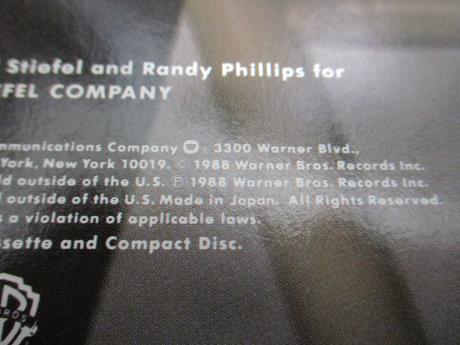 Stiefel and Randy Phillips for
EFEL COMPANY
mmunications Company . 3300 Warner Blvd.,
York, New York 10019. © 1988 Warner Bros. Records Inc.
d outside of the U.S. ℗ 1988 Warner Bros. Records Inc.
l outside of the U.S. Made in Japan. All Rights Reserved.
s a violation of applicable laws.
ssette and Compact Disc.